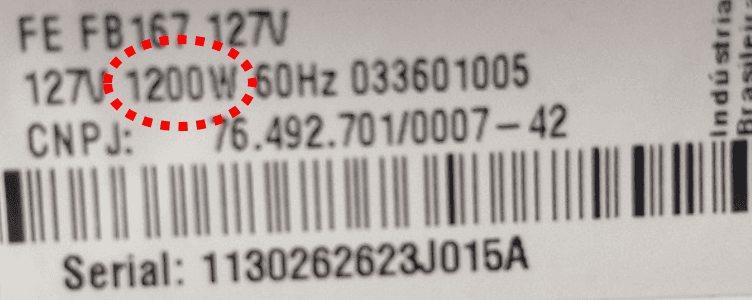 FE FB167 127V
127V 1200W 60Hz 033601005
CNPJ: 76.492.701/0007-42
Serial: 1130262623J015A
Indústria
Brasileira